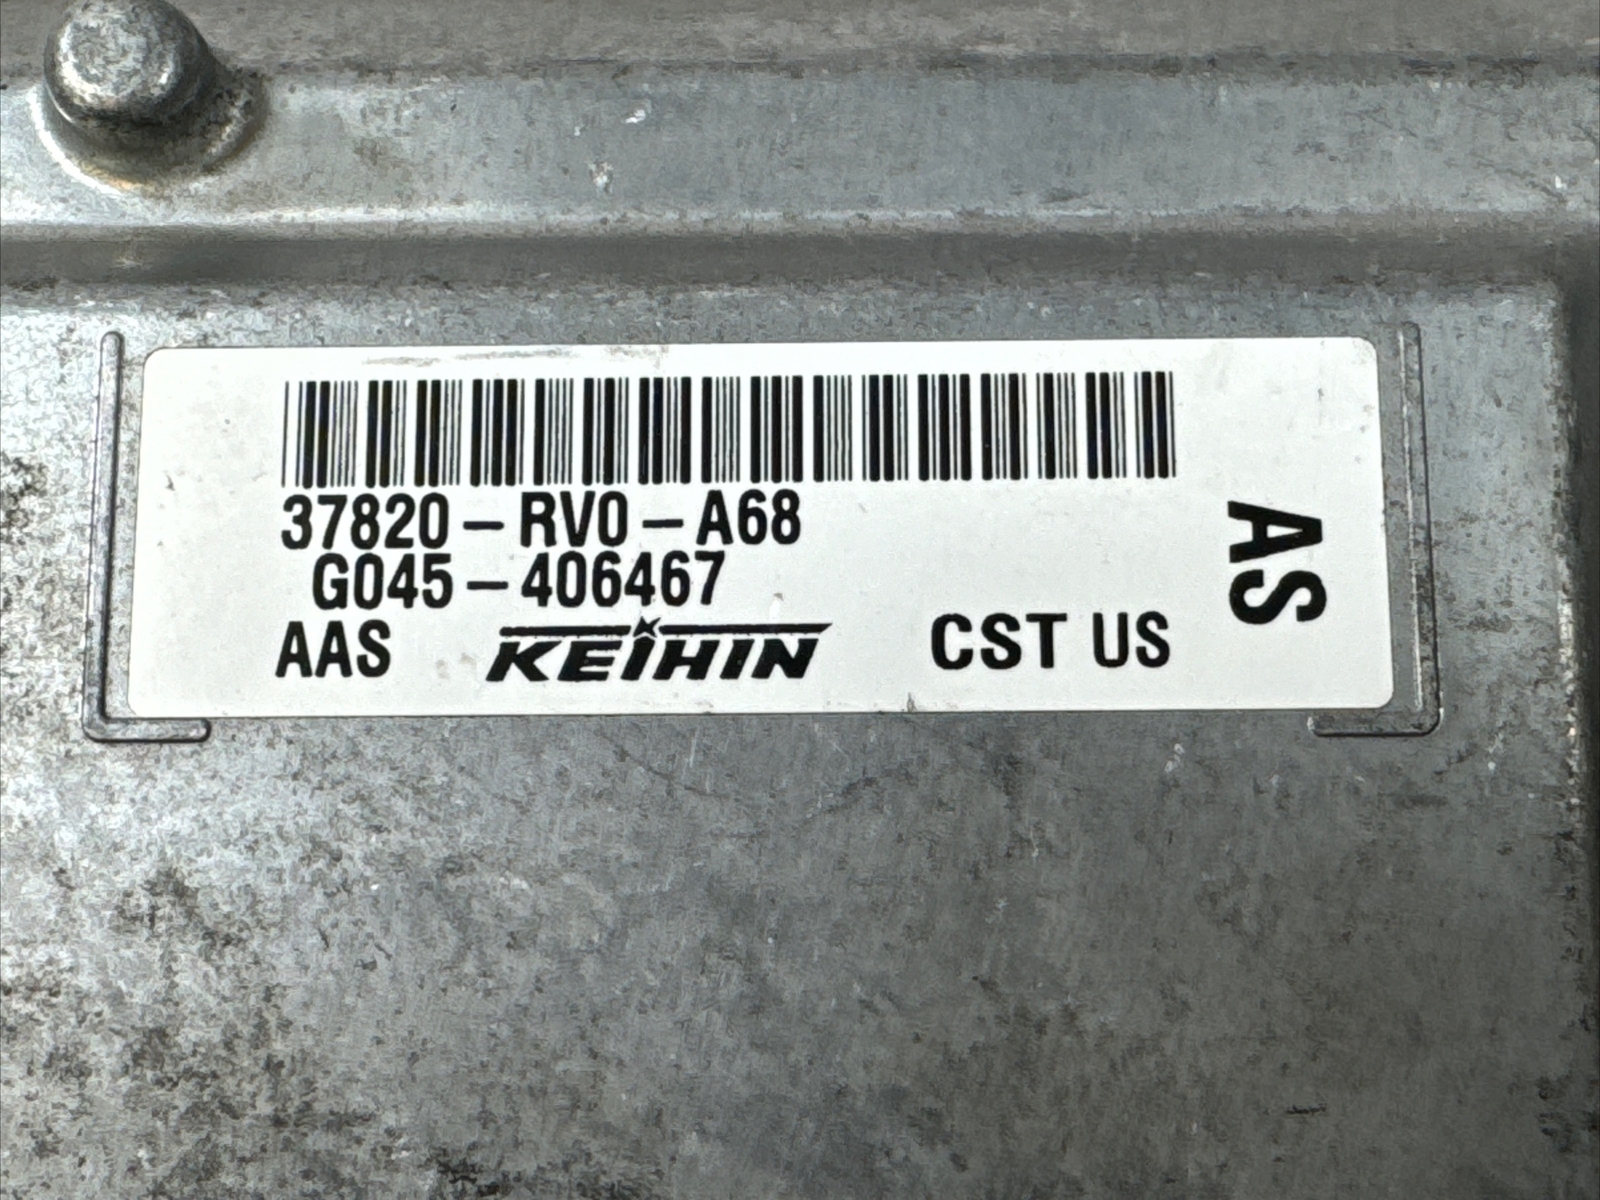 37820-RV0-A68
G045-406467
AAS KEIHIN CST US
AS